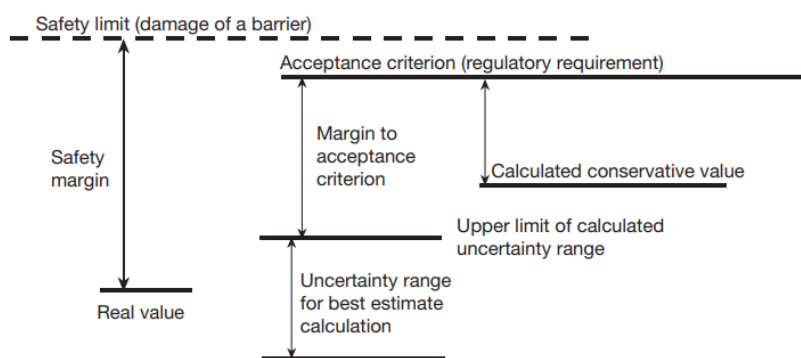 Safety limit (damage of a barrier)
Acceptance criterion (regulatory requirement)
Safety
margin
Margin to
acceptance
criterion
Calculated conservative value
Upper limit of calculated
uncertainty range
Real value
Uncertainty range
for best estimate
calculation